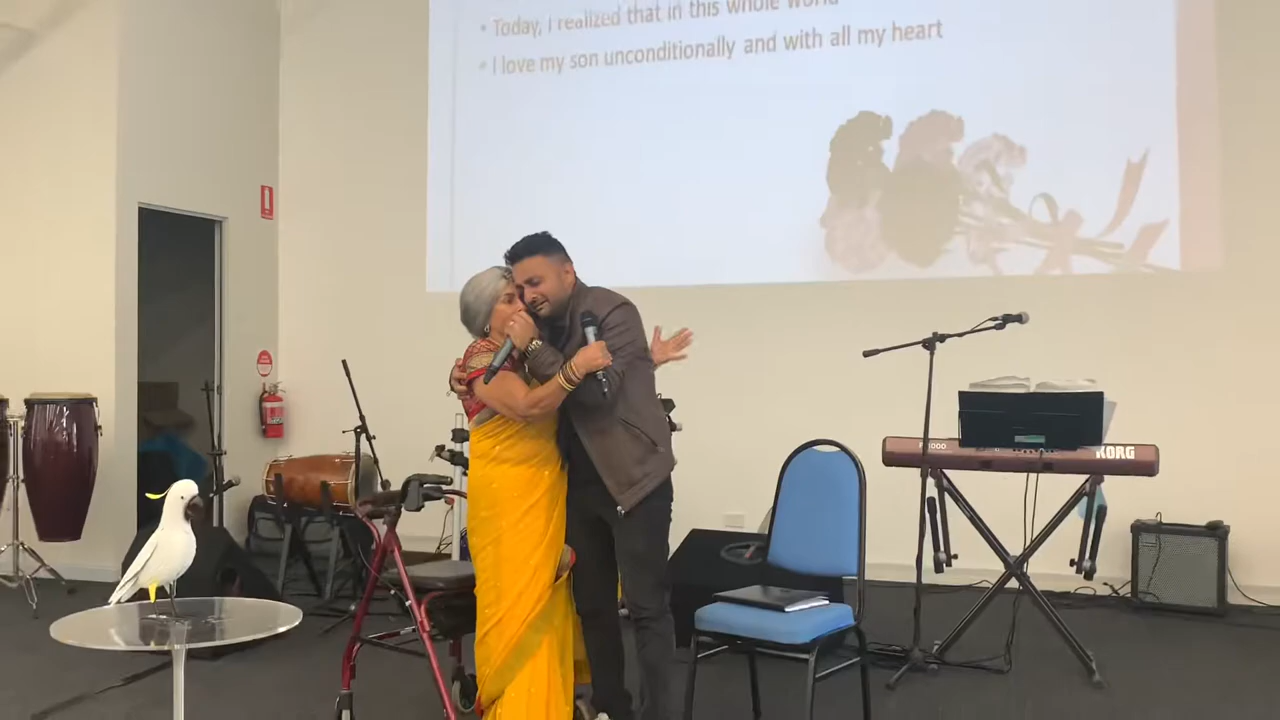 • Today, I realized that in this whole world
• I love my son unconditionally and with all my heart
KORG